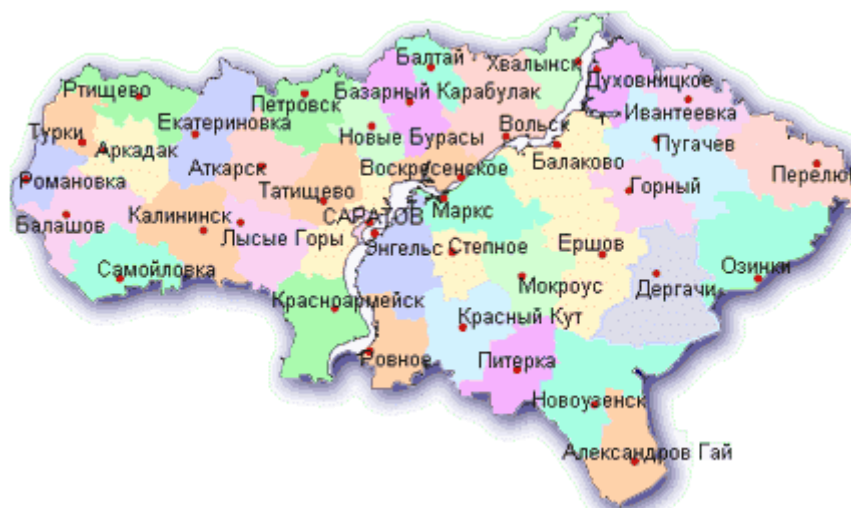 Балтай
Хвалынск
Ртищево
Духовницкое
Базарный Карабулак
Петровск
Ивантеевка
Екатериновка
Вольск
Турки
Новые Бурасы
Пугачев
Аркадак
Балаково
Аткарск
Воскресенское
Перелюб
Романовка
Татищево
Горный
Калининск
Маркс
Балашов
САРАТОВ
Лысые Горы
Энгельс
Степное
Ершов
Самойловка
Озинки
Мокроус
Дергачи
Красноармейск
Красный Кут
Ровное
Питерка
Новоузенск
Александров Гай